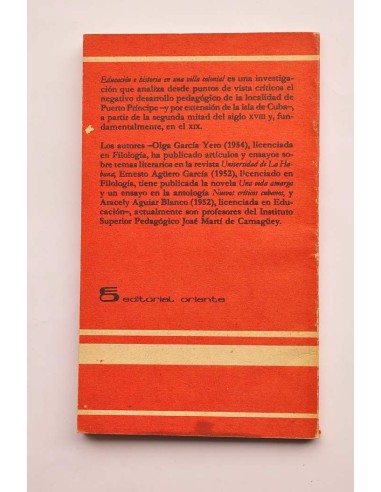 Educación e historia en una villa colonial es una investiga-
ción que analiza desde puntos de vista críticos el
negativo desarrollo pedagógico de la localidad de
Puerto Príncipe —y por extensión de la isla de Cuba—,
a partir de la segunda mitad del siglo XVIII y, fun-
damentalmente, en el XIX.
Los autores —Olga García Yero (1954), licenciada
en Filología, ha publicado artículos y ensayos so-
bre temas literarios en la revista Universidad de La Ha-
bana; Ernesto Agüero García (1952), licenciado en
Filología, tiene publicada la novela Una vida amarga
y un ensayo en la antología Nuevos críticos cubanos, y
Aracely Aguiar Blanco (1952), licenciada en Edu-
cación—, actualmente son profesores del Instituto
Superior Pedagógico José Martí de Camagüey.
editorial oriente